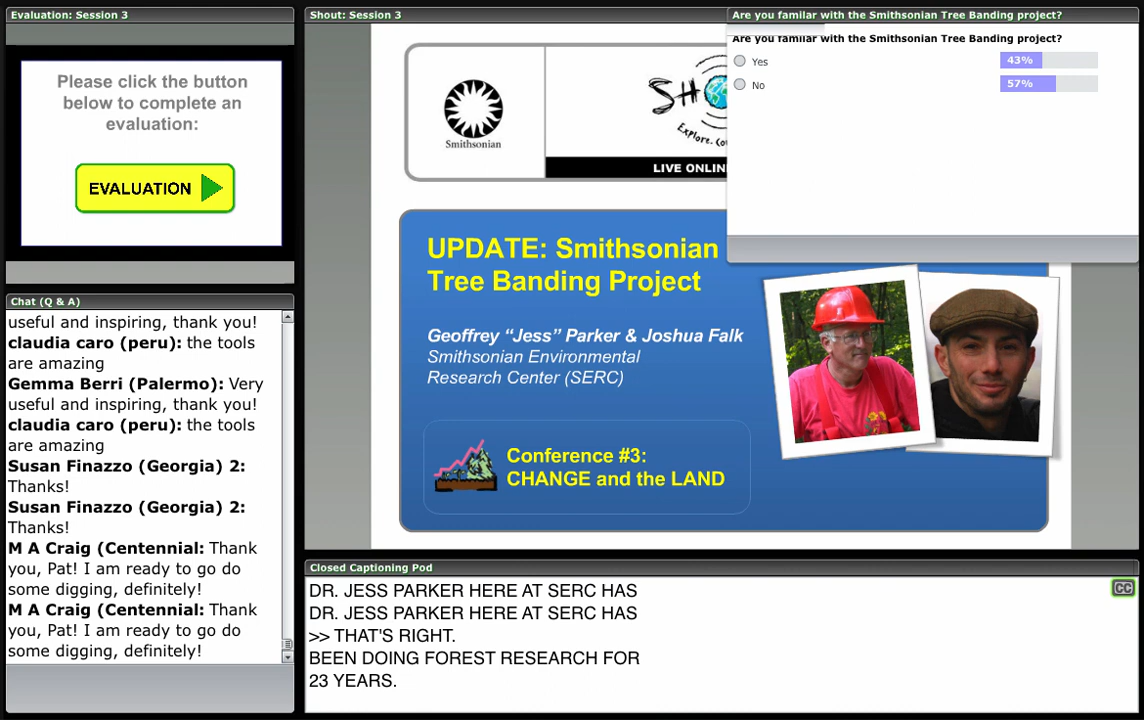 Evaluation: Session 3
Please click the button
below to complete an
evaluation:
EVALUATION
Chat (Q & A)
useful and inspiring, thank you!
claudia caro (peru): the tools
are amazing
Gemma Berri (Palermo): Very
useful and inspiring, thank you!
claudia caro (peru): the tools
are amazing
Susan Finazzo (Georgia) 2:
Thanks!
Susan Finazzo (Georgia) 2:
Thanks!
M A Craig (Centennial: Thank
you, Pat! I am ready to go do
some digging, definitely!
M A Craig (Centennial: Thank
you, Pat! I am ready to go do
some digging, definitely!
Shout: Session 3
Smithsonian
SHO
Explore. Co
LIVE ONLIN
Are you familar with the Smithsonian Tree Banding project?
Are you familar with the Smithsonian Tree Banding project?
Yes 43%
No 57%
UPDATE: Smithsonian
Tree Banding Project
Geoffrey “Jess” Parker & Joshua Falk
Smithsonian Environmental
Research Center (SERC)
Conference #3:
CHANGE and the LAND
Closed Captioning Pod
CC
DR. JESS PARKER HERE AT SERC HAS
DR. JESS PARKER HERE AT SERC HAS
>> THAT'S RIGHT.
BEEN DOING FOREST RESEARCH FOR
23 YEARS.